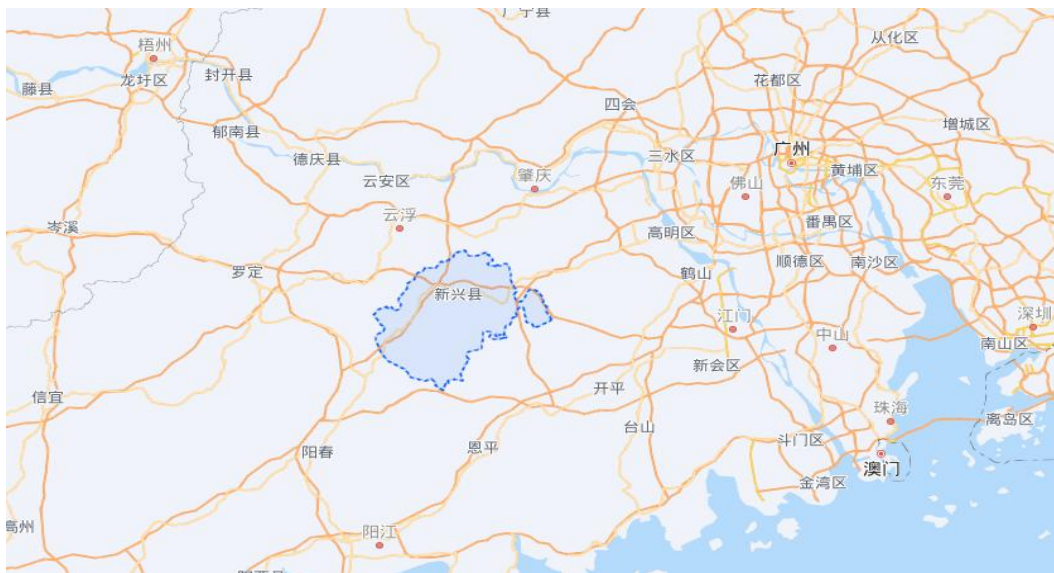 广宁县
从化区
梧州
龙圩区
封开县
藤县
花都区
四会
增城区
郁南县
德庆县
三水区
广州
黄埔区
云安区
肇庆
佛山
东莞
岑溪
云浮
番禺区
高明区
罗定
鹤山
顺德区
南沙区
新兴县
江门
中山
深圳
南山区
新会区
信宜
开平
珠海
离岛区
台山
斗门区
阳春
恩平
澳门
金湾区
高州
阳江